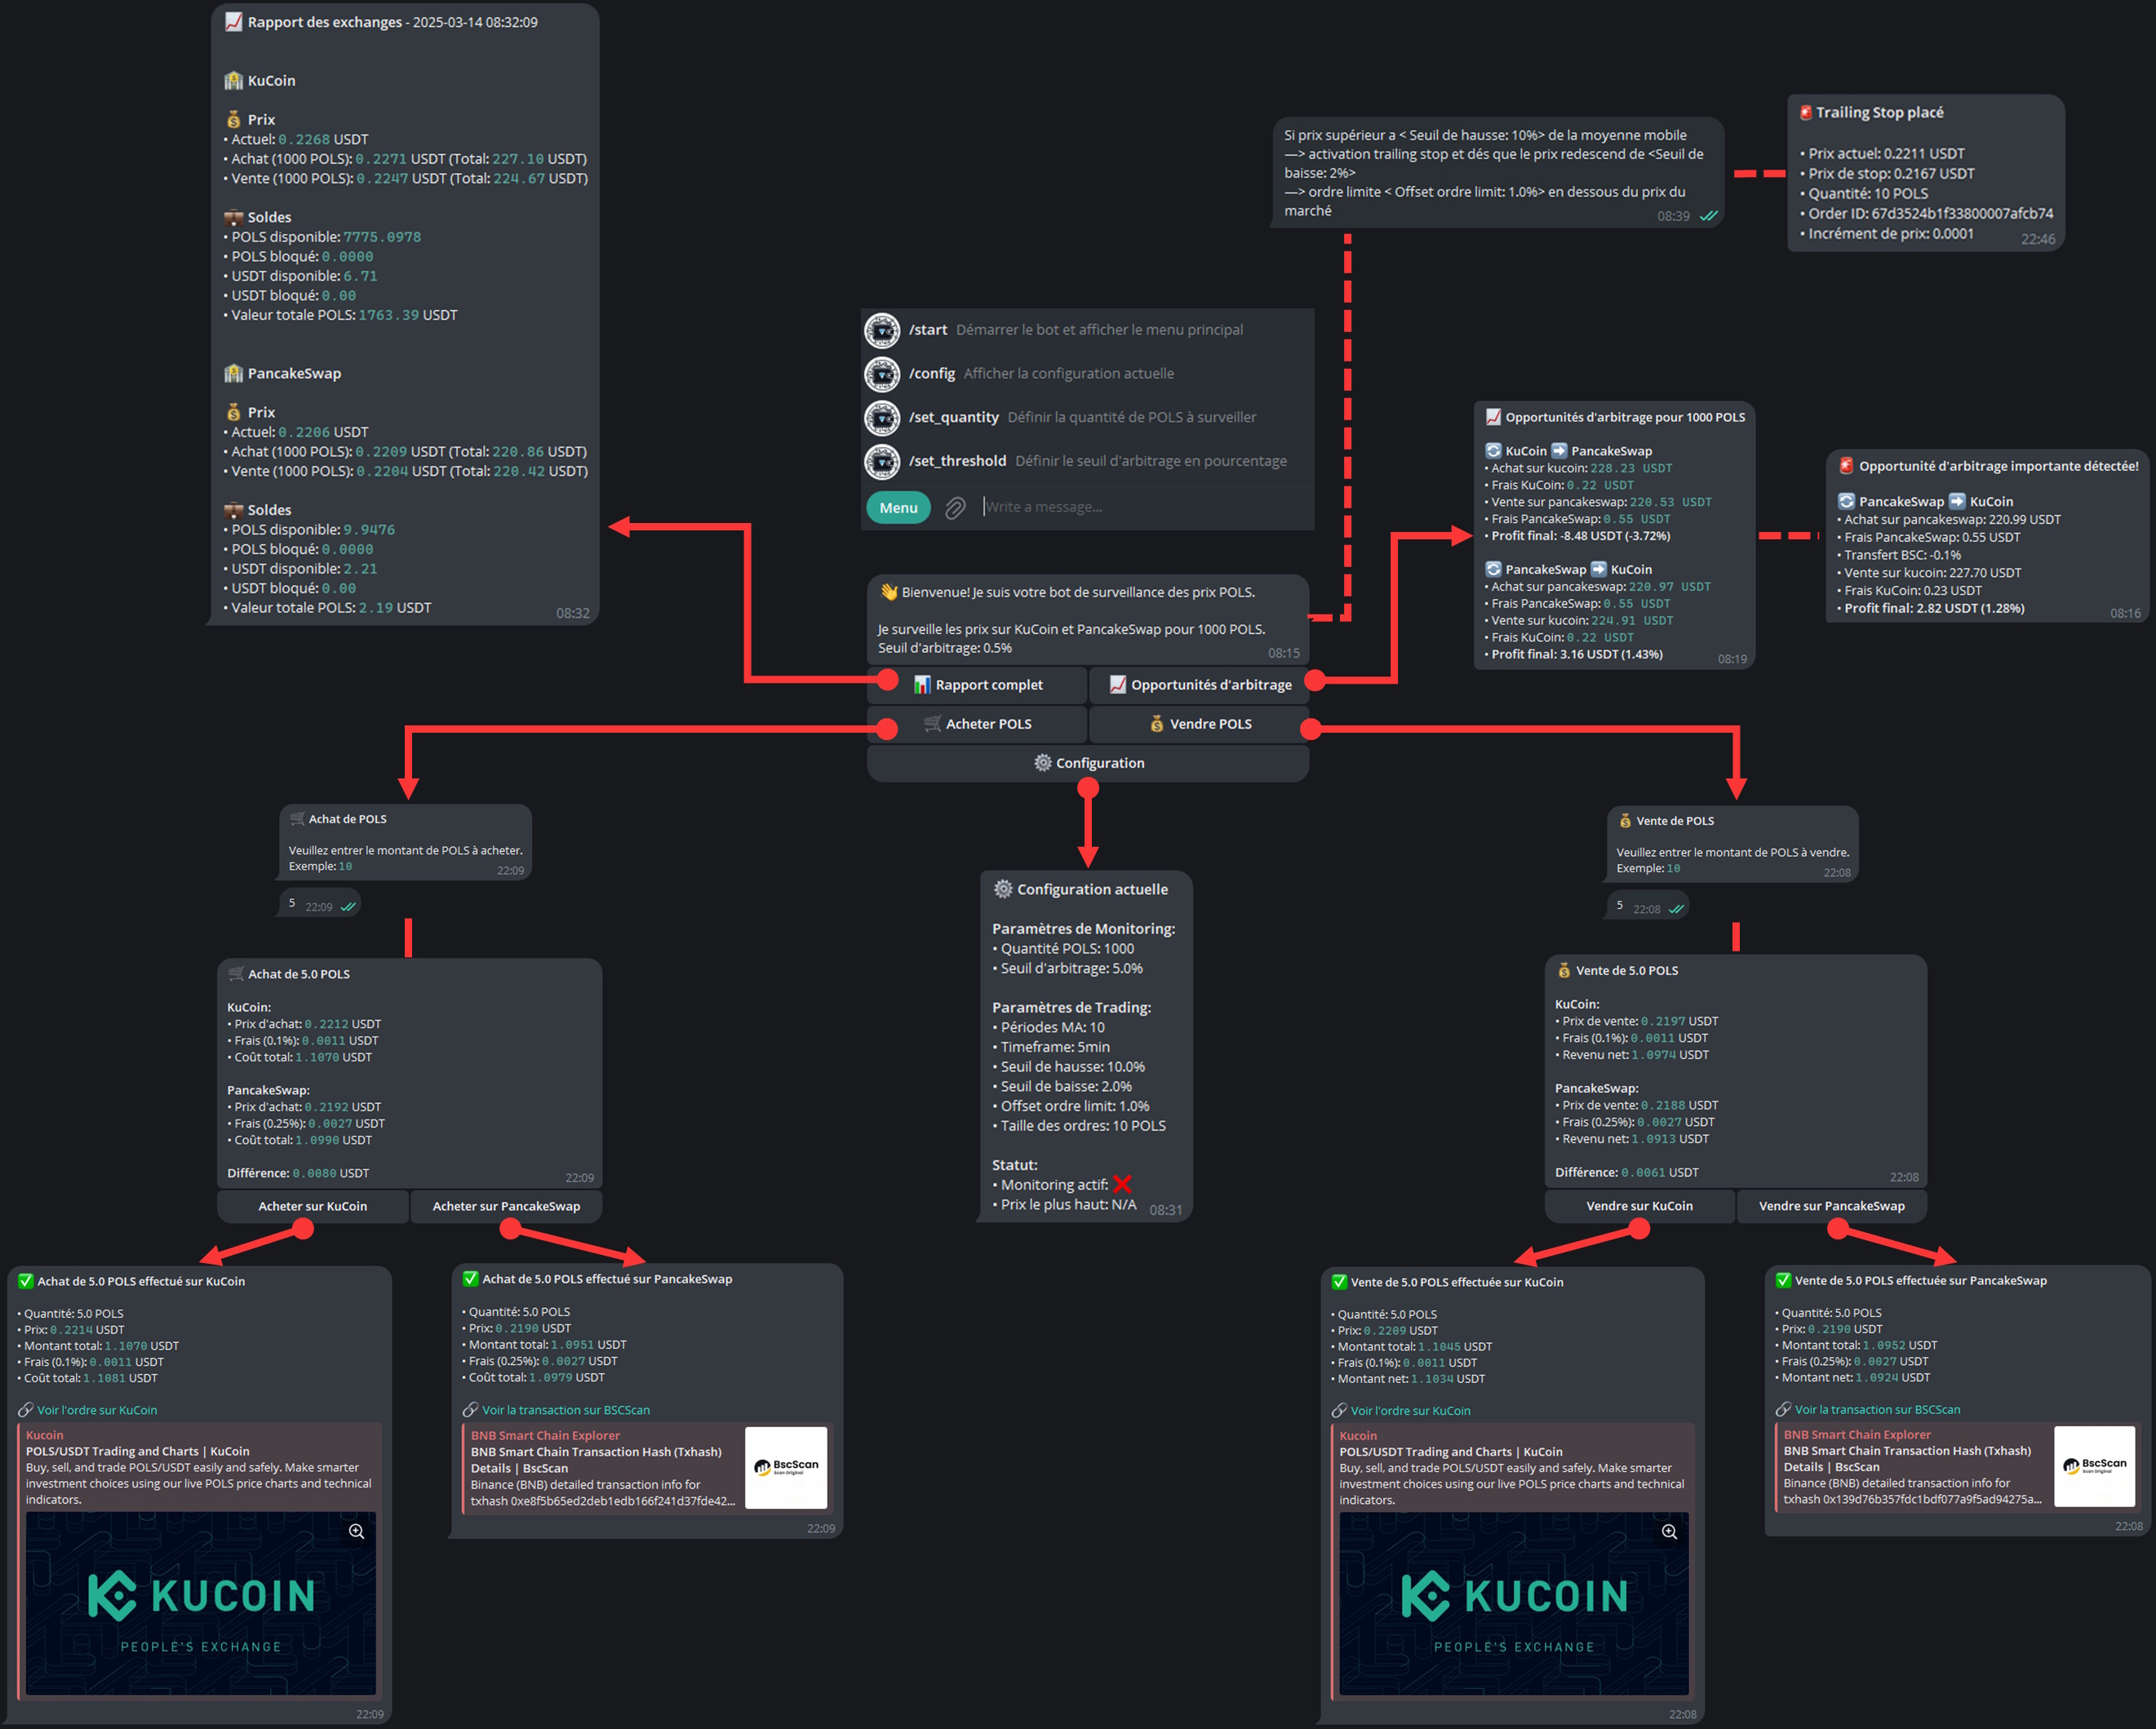 Rapport des exchanges - 2025-03-14 08:32:09
KuCoin
Prix
• Actuel: 0.2268 USDT
• Achat (1000 POLS): 0.2271 USDT (Total: 227.10 USDT)
• Vente (1000 POLS): 0.2247 USDT (Total: 224.67 USDT)
Soldes
• POLS disponible: 7775.0978
• POLS bloqué: 0.0000
• USDT disponible: 6.71
• USDT bloqué: 0.00
• Valeur totale POLS: 1763.39 USDT
PancakeSwap
Prix
• Actuel: 0.2206 USDT
• Achat (1000 POLS): 0.2209 USDT (Total: 220.86 USDT)
• Vente (1000 POLS): 0.2204 USDT (Total: 220.42 USDT)
Soldes
• POLS disponible: 9.9476
• POLS bloqué: 0.0000
• USDT disponible: 2.21
• USDT bloqué: 0.00
• Valeur totale POLS: 2.19 USDT
08:32
Si prix supérieur a < Seuil de hausse: 10%> de la moyenne mobile
—> activation trailing stop et dés que le prix redescend de <Seuil de
baisse: 2%>
—> ordre limite < Offset ordre limit: 1.0%> en dessous du prix du
marché
08:39
Trailing Stop placé
• Prix actuel: 0.2211 USDT
• Prix de stop: 0.2167 USDT
• Quantité: 10 POLS
• Order ID: 67d3524b1f33800007afcb74
• Incrément de prix: 0.0001
22:46
/start Démarrer le bot et afficher le menu principal
/config Afficher la configuration actuelle
/set_quantity Définir la quantité de POLS à surveiller
/set_threshold Définir le seuil d'arbitrage en pourcentage
Menu Write a message...
Bienvenue! Je suis votre bot de surveillance des prix POLS.
Je surveille les prix sur KuCoin et PancakeSwap pour 1000 POLS.
Seuil d'arbitrage: 0.5%
08:15
Rapport complet
Opportunités d'arbitrage
Acheter POLS
Vendre POLS
Configuration
Opportunités d'arbitrage pour 1000 POLS
KuCoin ➡ PancakeSwap
• Achat sur kucoin: 228.23 USDT
• Frais KuCoin: 0.22 USDT
• Vente sur pancakeswap: 220.53 USDT
• Frais PancakeSwap: 0.55 USDT
• Profit final: -8.48 USDT (-3.72%)
PancakeSwap ➡ KuCoin
• Achat sur pancakeswap: 220.97 USDT
• Frais PancakeSwap: 0.55 USDT
• Vente sur kucoin: 224.91 USDT
• Frais KuCoin: 0.22 USDT
• Profit final: 3.16 USDT (1.43%)
08:19
Opportunité d'arbitrage importante détectée!
PancakeSwap ➡ KuCoin
• Achat sur pancakeswap: 220.99 USDT
• Frais PancakeSwap: 0.55 USDT
• Transfert BSC: -0.1%
• Vente sur kucoin: 227.70 USDT
• Frais KuCoin: 0.23 USDT
• Profit final: 2.82 USDT (1.28%)
08:16
Achat de POLS
Veuillez entrer le montant de POLS à acheter.
Exemple: 10
22:09
5 22:09
Achat de 5.0 POLS
KuCoin:
• Prix d'achat: 0.2212 USDT
• Frais (0.1%): 0.0011 USDT
• Coût total: 1.1070 USDT
PancakeSwap:
• Prix d'achat: 0.2192 USDT
• Frais (0.25%): 0.0027 USDT
• Coût total: 1.0990 USDT
Différence: 0.0080 USDT
22:09
Acheter sur KuCoin
Acheter sur PancakeSwap
Achat de 5.0 POLS effectué sur KuCoin
• Quantité: 5.0 POLS
• Prix: 0.2214 USDT
• Montant total: 1.1070 USDT
• Frais (0.1%): 0.0011 USDT
• Coût total: 1.1081 USDT
Voir l'ordre sur KuCoin
Kucoin
POLS/USDT Trading and Charts | KuCoin
Buy, sell, and trade POLS/USDT easily and safely. Make smarter
investment choices using our live POLS price charts and technical
indicators.
KUCOIN
PEOPLE'S EXCHANGE
22:09
Achat de 5.0 POLS effectué sur PancakeSwap
• Quantité: 5.0 POLS
• Prix: 0.2190 USDT
• Montant total: 1.0951 USDT
• Frais (0.25%): 0.0027 USDT
• Coût total: 1.0979 USDT
Voir la transaction sur BSCScan
BNB Smart Chain Explorer
BNB Smart Chain Transaction Hash (Txhash)
Details | BscScan
Binance (BNB) detailed transaction info for
txhash 0xe8f5b65ed2deb1edb166f241d37fde42...
BscScan
Scan Original
22:09
Configuration actuelle
Paramètres de Monitoring:
• Quantité POLS: 1000
• Seuil d'arbitrage: 5.0%
Paramètres de Trading:
• Périodes MA: 10
• Timeframe: 5min
• Seuil de hausse: 10.0%
• Seuil de baisse: 2.0%
• Offset ordre limit: 1.0%
• Taille des ordres: 10 POLS
Statut:
• Monitoring actif: ❌
• Prix le plus haut: N/A
08:31
Vente de POLS
Veuillez entrer le montant de POLS à vendre.
Exemple: 10
22:08
5 22:08
Vente de 5.0 POLS
KuCoin:
• Prix de vente: 0.2197 USDT
• Frais (0.1%): 0.0011 USDT
• Revenu net: 1.0974 USDT
PancakeSwap:
• Prix de vente: 0.2188 USDT
• Frais (0.25%): 0.0027 USDT
• Revenu net: 1.0913 USDT
Différence: 0.0061 USDT
22:08
Vendre sur KuCoin
Vendre sur PancakeSwap
Vente de 5.0 POLS effectuée sur KuCoin
• Quantité: 5.0 POLS
• Prix: 0.2209 USDT
• Montant total: 1.1045 USDT
• Frais (0.1%): 0.0011 USDT
• Montant net: 1.1034 USDT
Voir l'ordre sur KuCoin
Kucoin
POLS/USDT Trading and Charts | KuCoin
Buy, sell, and trade POLS/USDT easily and safely. Make smarter
investment choices using our live POLS price charts and technical
indicators.
KUCOIN
PEOPLE'S EXCHANGE
22:08
Vente de 5.0 POLS effectuée sur PancakeSwap
• Quantité: 5.0 POLS
• Prix: 0.2190 USDT
• Montant total: 1.0952 USDT
• Frais (0.25%): 0.0027 USDT
• Montant net: 1.0924 USDT
Voir la transaction sur BSCScan
BNB Smart Chain Explorer
BNB Smart Chain Transaction Hash (Txhash)
Details | BscScan
Binance (BNB) detailed transaction info for
txhash 0x139d76b357fdc1bdf077a9f5ad94275a...
BscScan
Scan Original
22:08